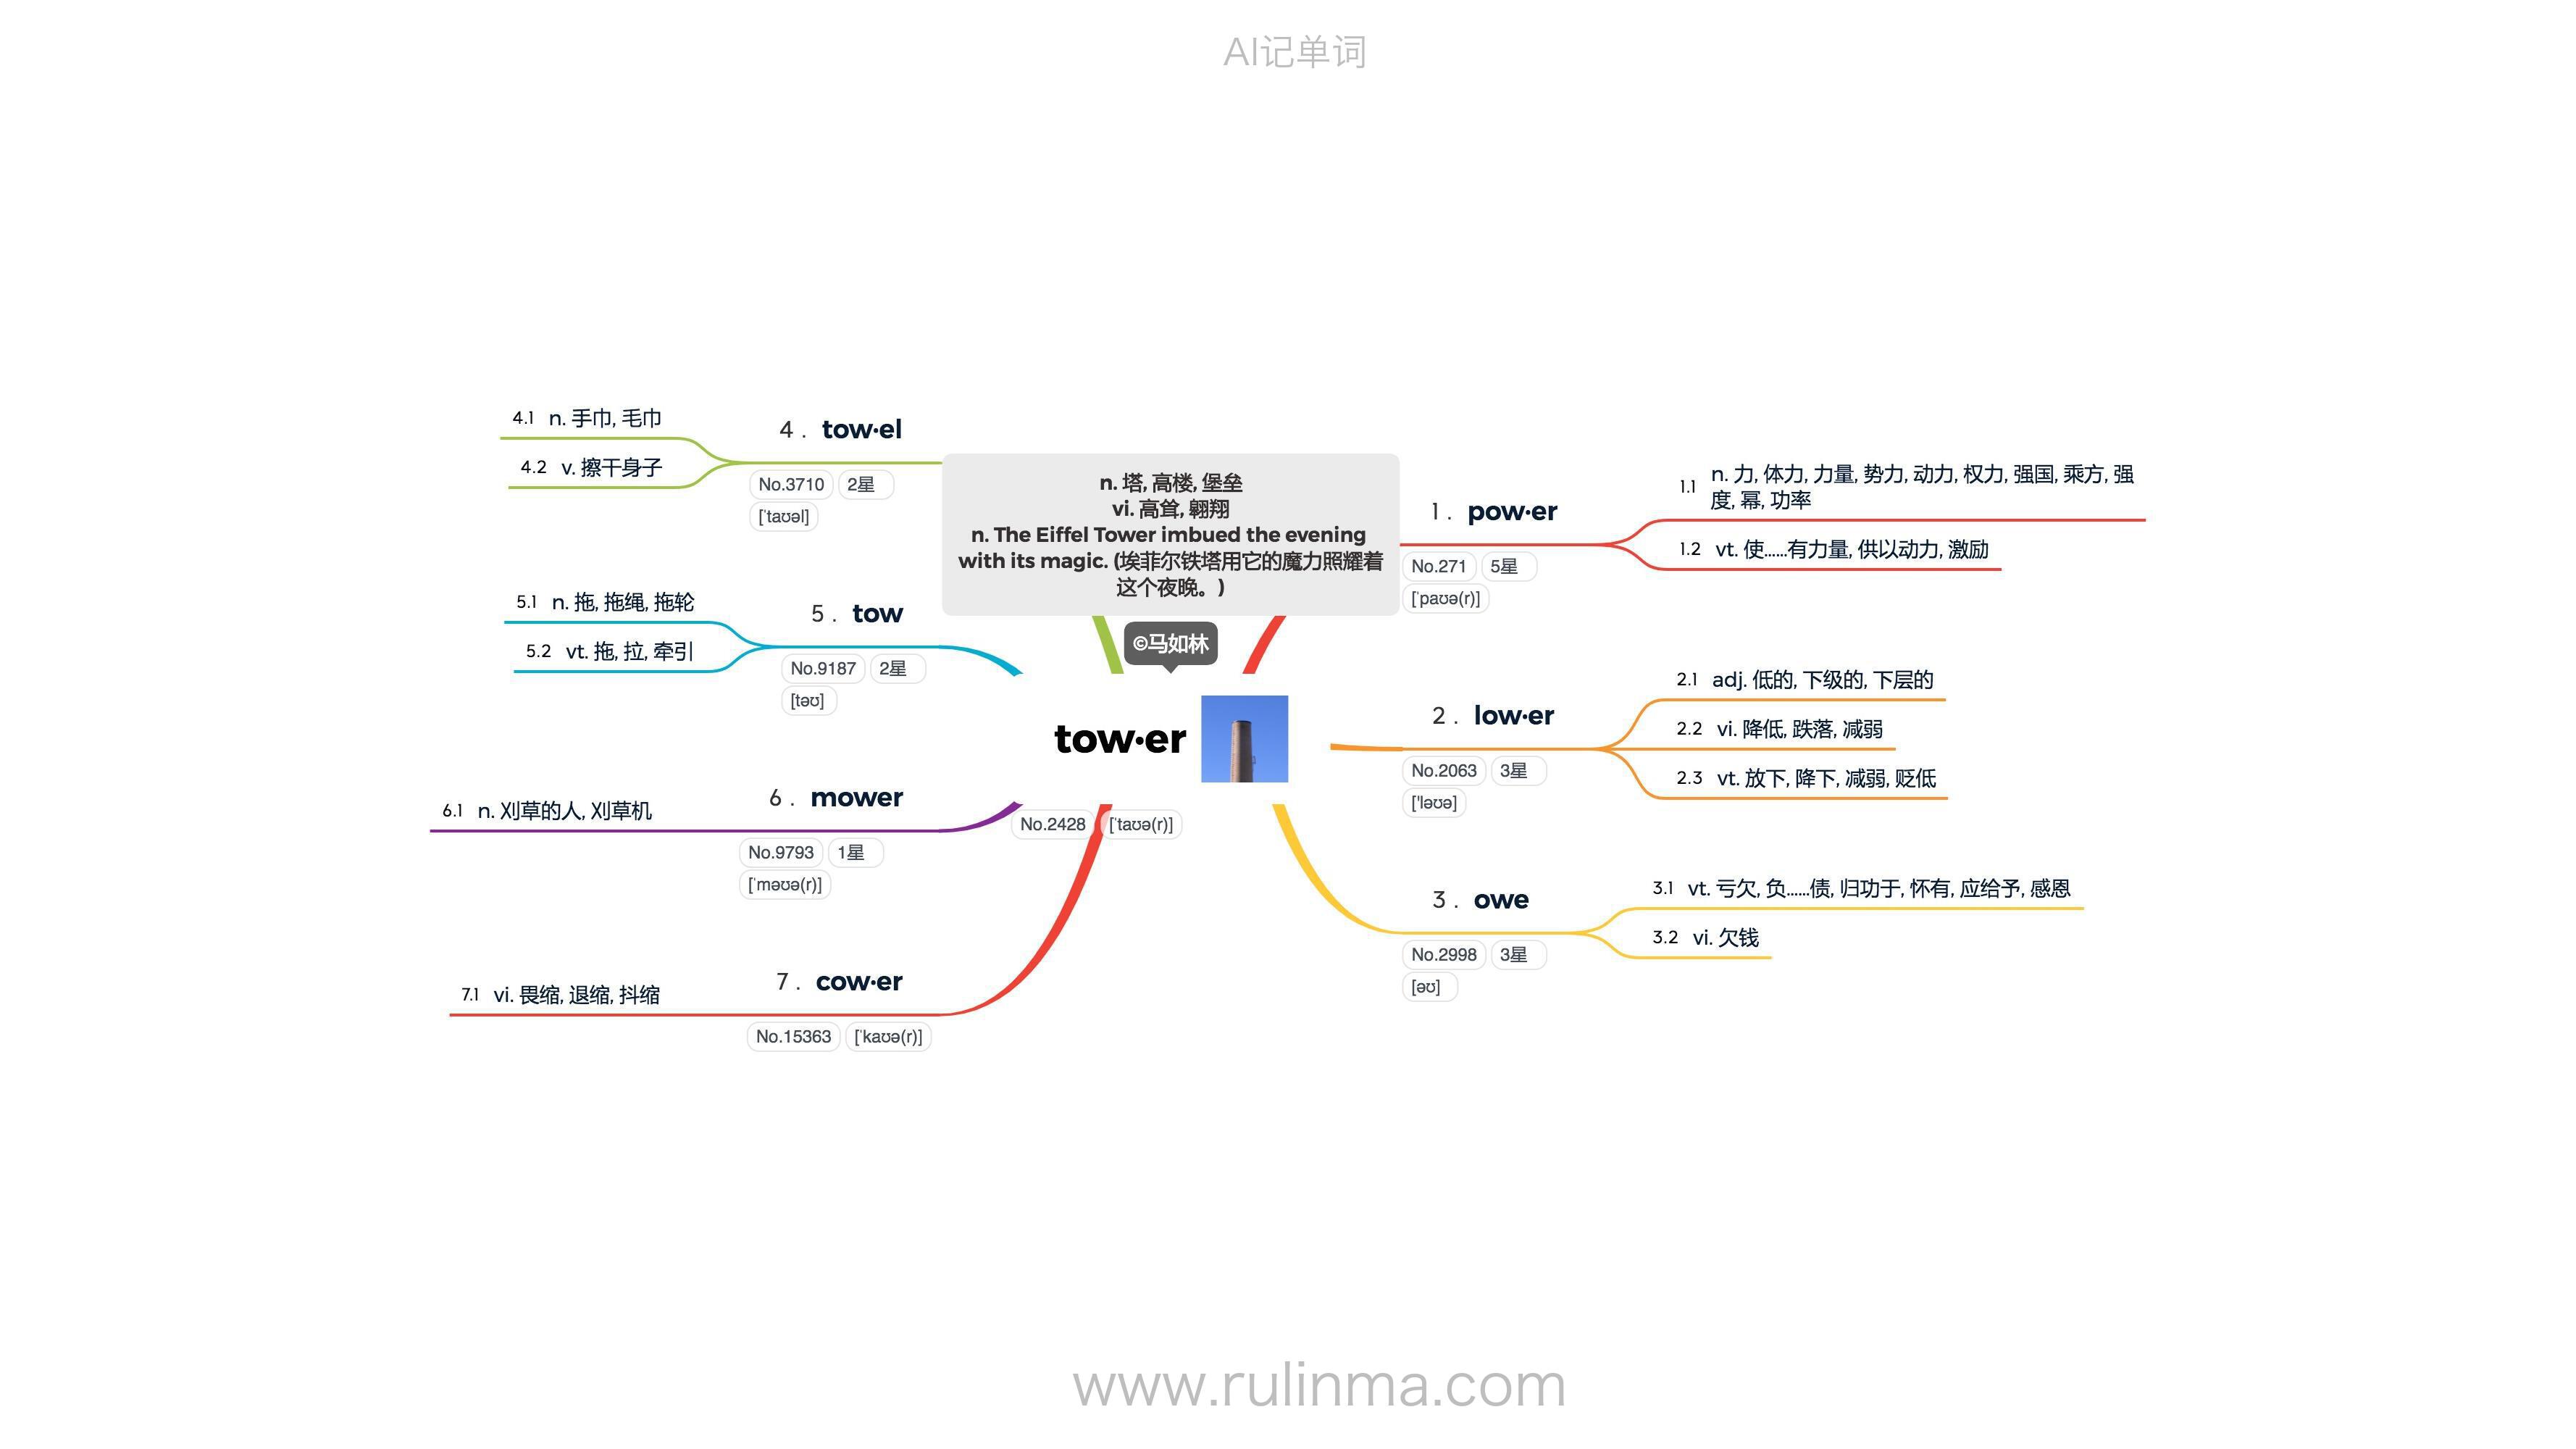 AI记单词
n. 塔, 高楼, 堡垒
vi. 高耸, 翱翔
n. The Eiffel Tower imbued the evening
with its magic. (埃菲尔铁塔用它的魔力照耀着
这个夜晚。)
©马如林
tow·er
No.2428 [ˈtaʊə(r)]
1 . pow·er
No.271 5星
[ˈpaʊə(r)]
1.1 n. 力, 体力, 力量, 势力, 动力, 权力, 强国, 乘方, 强
度, 幂, 功率
1.2 vt. 使……有力量, 供以动力, 激励
2 . low·er
No.2063 3星
['ləʊə]
2.1 adj. 低的, 下级的, 下层的
2.2 vi. 降低, 跌落, 减弱
2.3 vt. 放下, 降下, 减弱, 贬低
3 . owe
No.2998 3星
[əʊ]
3.1 vt. 亏欠, 负……债, 归功于, 怀有, 应给予, 感恩
3.2 vi. 欠钱
4 . tow·el
No.3710 2星
[ˈtaʊəl]
4.1 n. 手巾, 毛巾
4.2 v. 擦干身子
5 . tow
No.9187 2星
[təʊ]
5.1 n. 拖, 拖绳, 拖轮
5.2 vt. 拖, 拉, 牵引
6 . mower
No.9793 1星
[ˈməʊə(r)]
6.1 n. 刈草的人, 刈草机
7 . cow·er
No.15363 [ˈkaʊə(r)]
7.1 vi. 畏缩, 退缩, 抖缩
www.rulinma.com